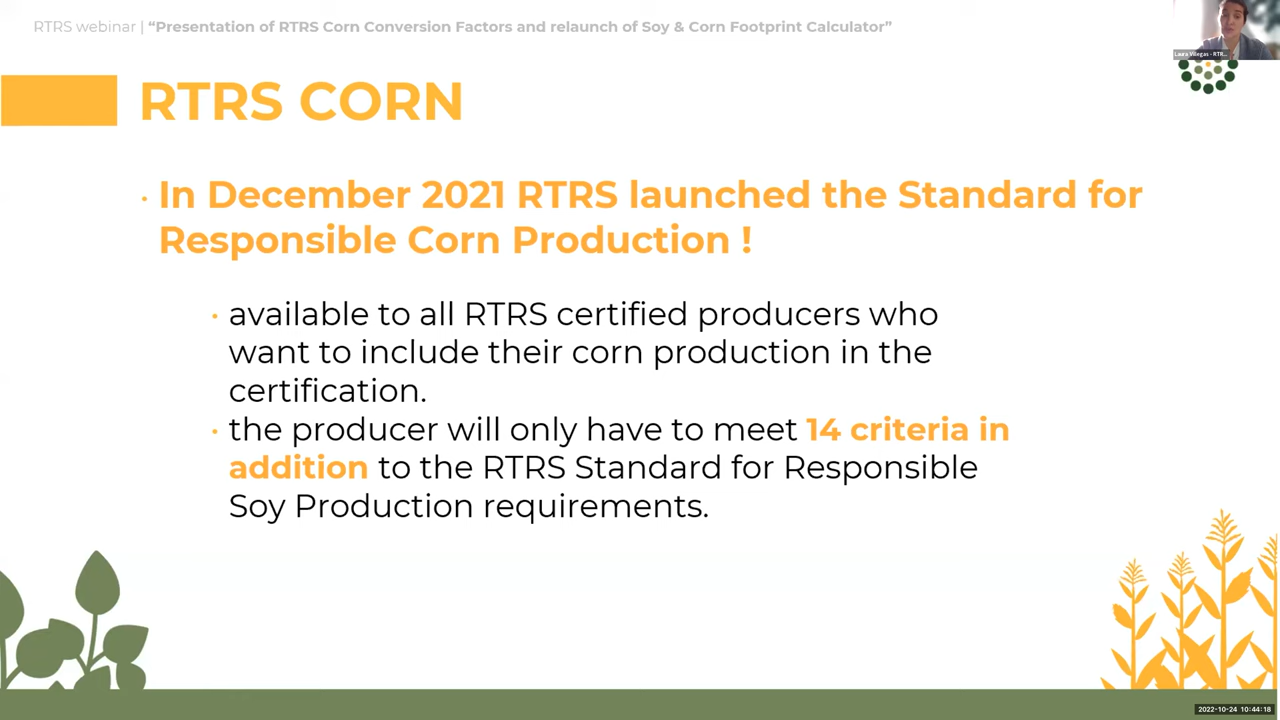 RTRS webinar | “Presentation of RTRS Corn Conversion Factors and relaunch of Soy & Corn Footprint Calculator”
Laura Villegas - RTR...
RTRS CORN
· In December 2021 RTRS launched the Standard for
Responsible Corn Production !
· available to all RTRS certified producers who
want to include their corn production in the
certification.
· the producer will only have to meet 14 criteria in
addition to the RTRS Standard for Responsible
Soy Production requirements.
2022-10-24 10:44:18